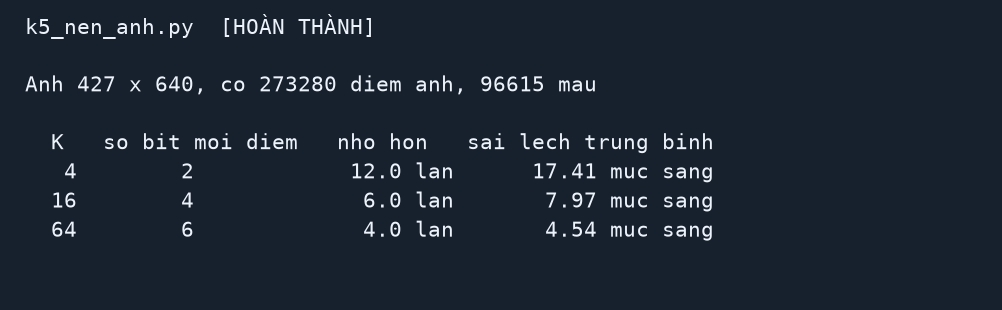 k5_nen_anh.py  [HOÀN THÀNH]
Anh 427 x 640, co 273280 diem anh, 96615 mau
K   so bit moi diem   nho hon   sai lech trung binh
4        2            12.0 lan      17.41 muc sang
16        4             6.0 lan       7.97 muc sang
64        6             4.0 lan       4.54 muc sang